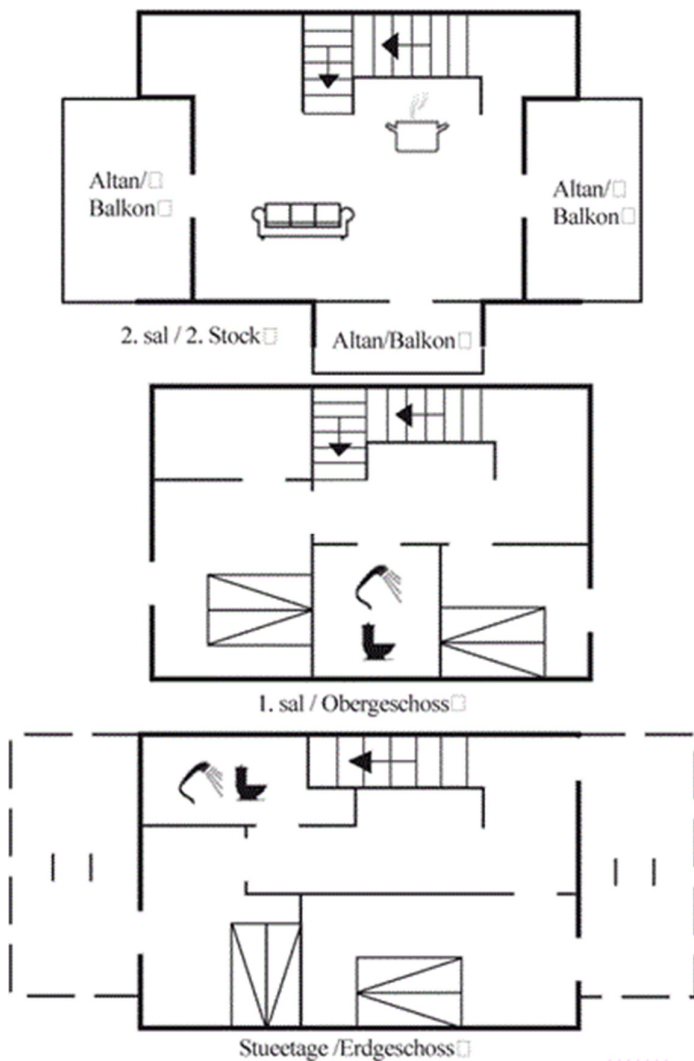 Altan/
Balkon
Altan/
Balkon
2. sal / 2. Stock
Altan/Balkon
1. sal / Obergeschoss
Stueetage /Erdgeschoss